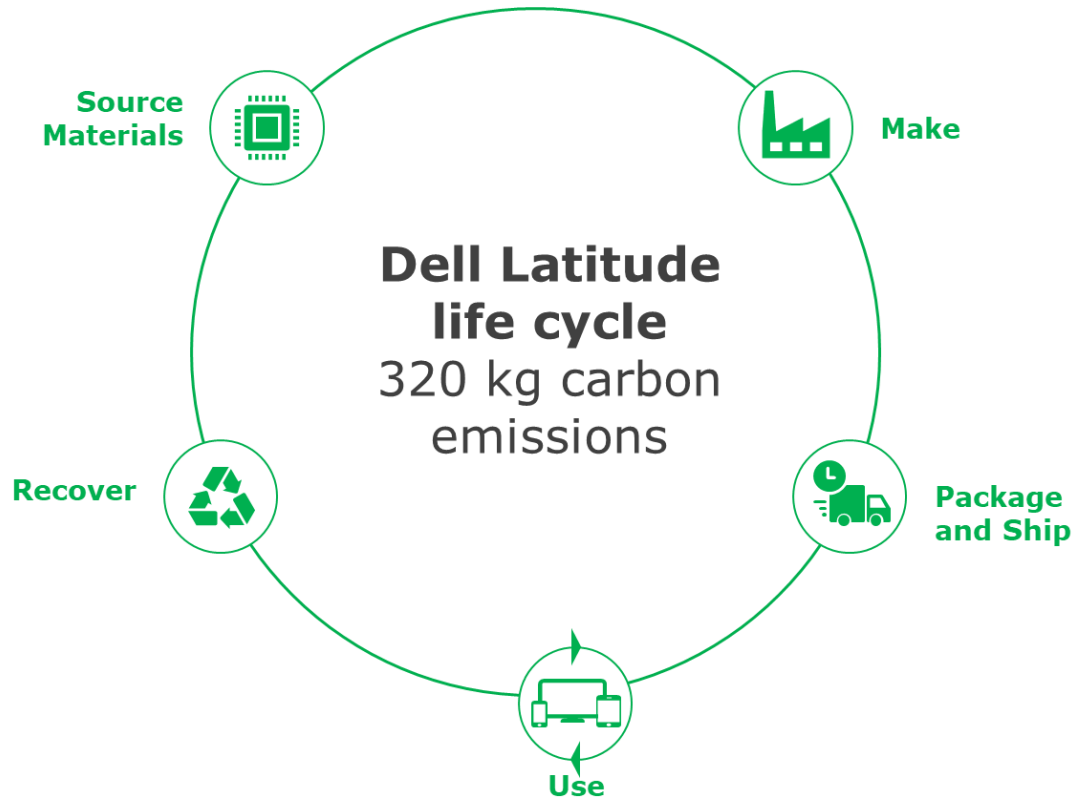 Source
Materials
Make
Dell Latitude
life cycle
320 kg carbon
emissions
Recover
Package
and Ship
Use